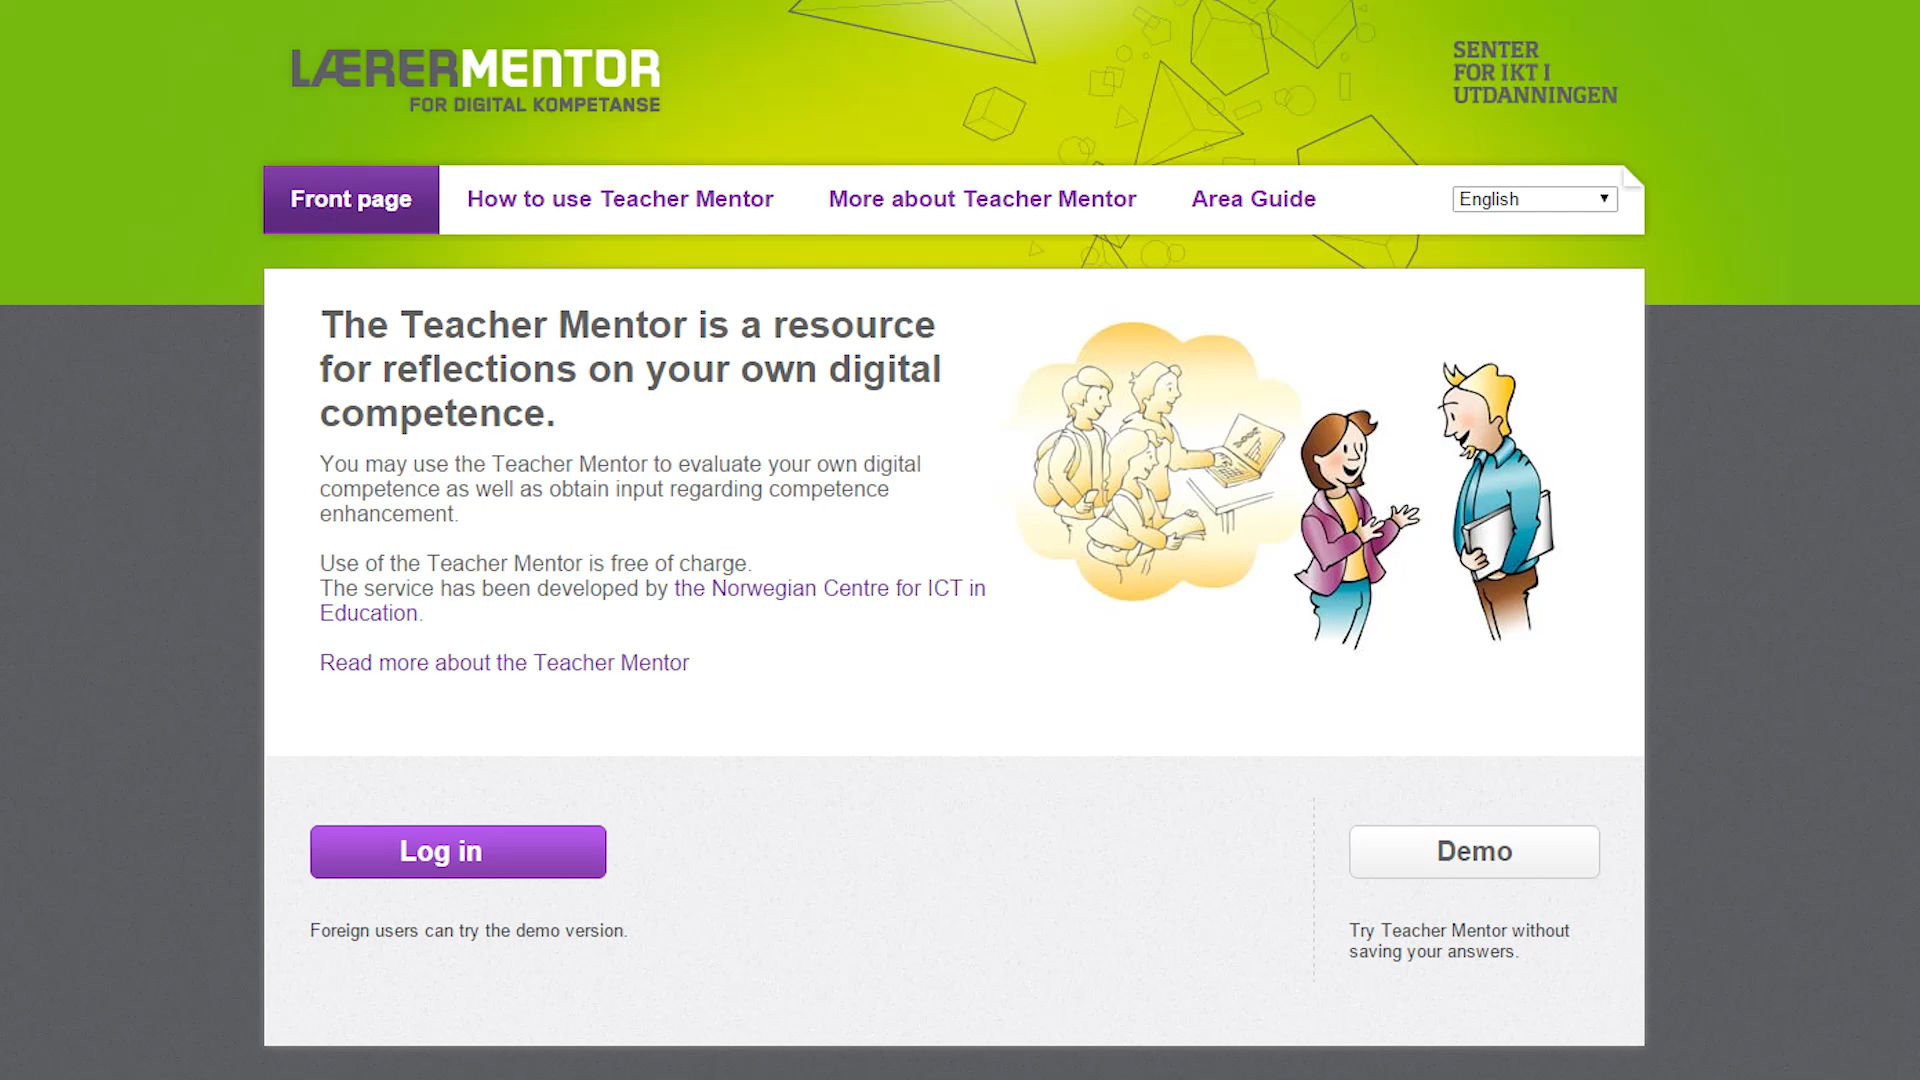 LÆRERMENTOR
FOR DIGITAL KOMPETANSE
SENTER
FOR IKT I
UTDANNINGEN
Front page
How to use Teacher Mentor
More about Teacher Mentor
Area Guide
English
The Teacher Mentor is a resource
for reflections on your own digital
competence.
You may use the Teacher Mentor to evaluate your own digital
competence as well as obtain input regarding competence
enhancement.
Use of the Teacher Mentor is free of charge.
The service has been developed by the Norwegian Centre for ICT in
Education.
Read more about the Teacher Mentor
Log in
Demo
Foreign users can try the demo version.
Try Teacher Mentor without
saving your answers.